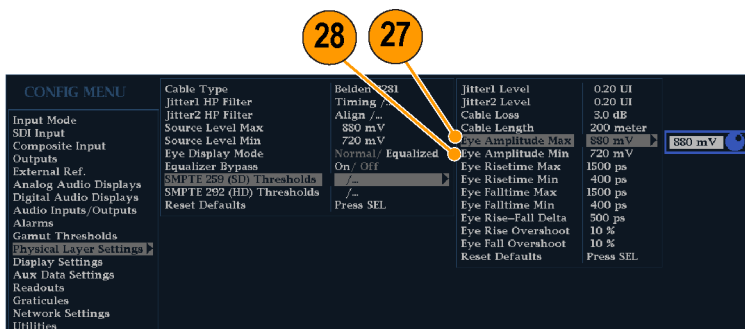 28 27
CONFIG MENU
Input Mode
SDI Input
Composite Input
Outputs
External Ref.
Analog Audio Displays
Digital Audio Displays
Audio Inputs/Outputs
Alarms
Gamut Thresholds
Physical Layer Settings
Display Settings
Aux Data Settings
Readouts
Graticules
Network Settings
Utilities
Cable Type Belden 8281
Jitter1 HP Filter Timing /...
Jitter2 HP Filter Align /...
Source Level Max 880 mV
Source Level Min 720 mV
Eye Display Mode Normal/ Equalized
Equalizer Bypass On/ Off
SMPTE 259 (SD) Thresholds /...
SMPTE 292 (HD) Thresholds /...
Reset Defaults Press SEL
Jitter1 Level 0.20 UI
Jitter2 Level 0.20 UI
Cable Loss 3.0 dB
Cable Length 200 meter
Eye Amplitude Max 880 mV
Eye Amplitude Min 720 mV
Eye Risetime Max 1500 ps
Eye Risetime Min 400 ps
Eye Falltime Max 1500 ps
Eye Falltime Min 400 ps
Eye Rise–Fall Delta 500 ps
Eye Rise Overshoot 10 %
Eye Fall Overshoot 10 %
Reset Defaults Press SEL
880 mV